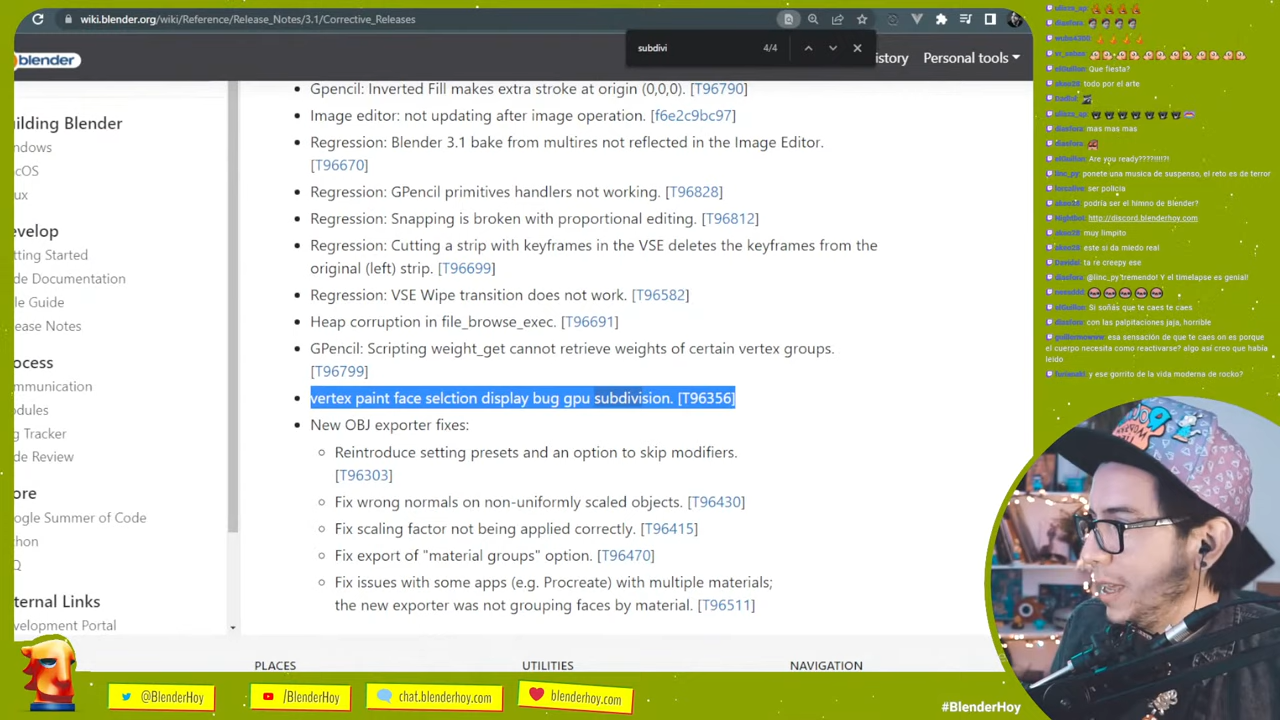 wiki.blender.org/wiki/Reference/Release_Notes/3.1/Corrective_Releases
subdivi
4/4
blender
istory
Personal tools
uilding Blender
indows
cOS
ux
evelop
tting Started
de Documentation
le Guide
ease Notes
ocess
mmunication
dules
g Tracker
de Review
ore
ogle Summer of Code
thon
Q
ternal Links
velopment Portal
Gpencil: Inverted Fill makes extra stroke at origin (0,0,0). [T96790]
Image editor: not updating after image operation. [f6e2c9bc97]
Regression: Blender 3.1 bake from multires not reflected in the Image Editor.
[T96670]
Regression: GPencil primitives handlers not working. [T96828]
Regression: Snapping is broken with proportional editing. [T96812]
Regression: Cutting a strip with keyframes in the VSE deletes the keyframes from the
original (left) strip. [T96699]
Regression: VSE Wipe transition does not work. [T96582]
Heap corruption in file_browse_exec. [T96691]
GPencil: Scripting weight_get cannot retrieve weights of certain vertex groups.
[T96799]
vertex paint face selction display bug gpu subdivision. [T96356]
New OBJ exporter fixes:
Reintroduce setting presets and an option to skip modifiers.
[T96303]
Fix wrong normals on non-uniformly scaled objects. [T96430]
Fix scaling factor not being applied correctly. [T96415]
Fix export of "material groups" option. [T96470]
Fix issues with some apps (e.g. Procreate) with multiple materials;
the new exporter was not grouping faces by material. [T96511]
PLACES
UTILITIES
NAVIGATION
Que fiesta?
todo por el arte
mas mas mas
Are you ready????!!!!?!
linc_py ponete una musica de suspenso, el reto es de terror
ser policia
podría ser el himno de Blender?
http://discord.blenderhoy.com
muy limpito
este si da miedo real
ta re creepy ese
@linc_py tremendo! Y el timelapse es genial!
Si soñás que te caes te caes
con las palpitaciones jaja, horrible
esa sensación de que te caes on es porque
el cuerpo necesita como reactivarse? algo así creo que había
leido
y ese gorrito de la vida moderna de rocko?
@BlenderHoy
/BlenderHoy
chat.blenderhoy.com
blenderhoy.com
#BlenderHoy